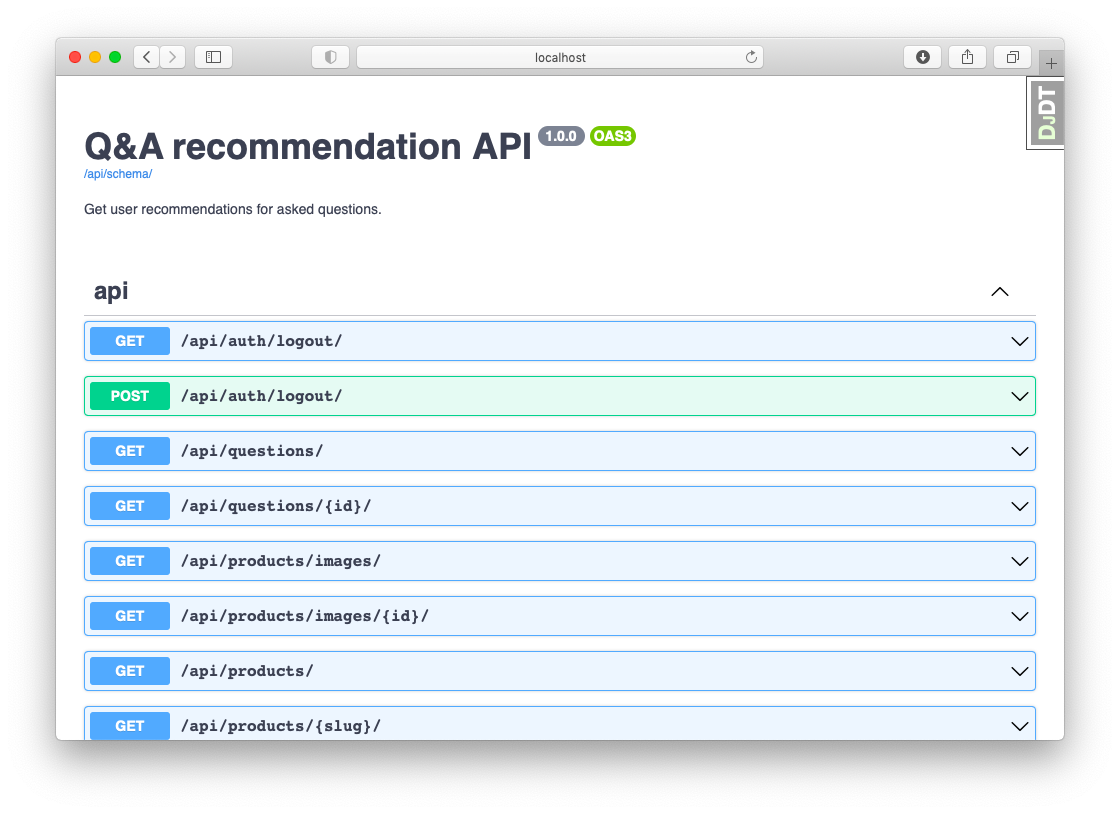 localhost
DJDT
Q&A recommendation API 1.0.0 OAS3
/api/schema/
Get user recommendations for asked questions.
api
GET /api/auth/logout/
POST /api/auth/logout/
GET /api/questions/
GET /api/questions/{id}/
GET /api/products/images/
GET /api/products/images/{id}/
GET /api/products/
GET /api/products/{slug}/